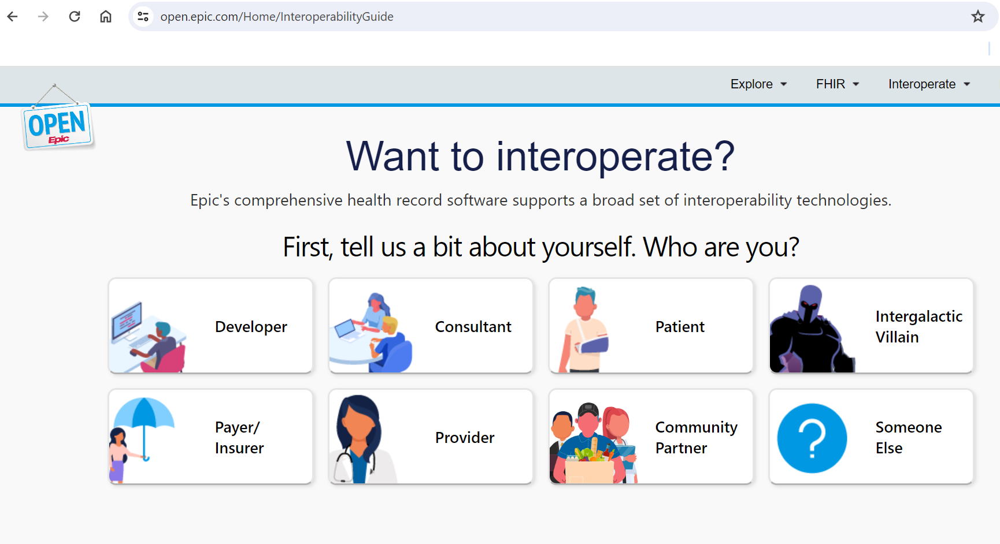 open.epic.com/Home/InteroperabilityGuide
Explore FHIR Interoperate
OPEN
Epic
Want to interoperate?
Epic's comprehensive health record software supports a broad set of interoperability technologies.
First, tell us a bit about yourself. Who are you?
Developer
Consultant
Patient
Intergalactic
Villain
Payer/
Insurer
Provider
Community
Partner
?
Someone
Else